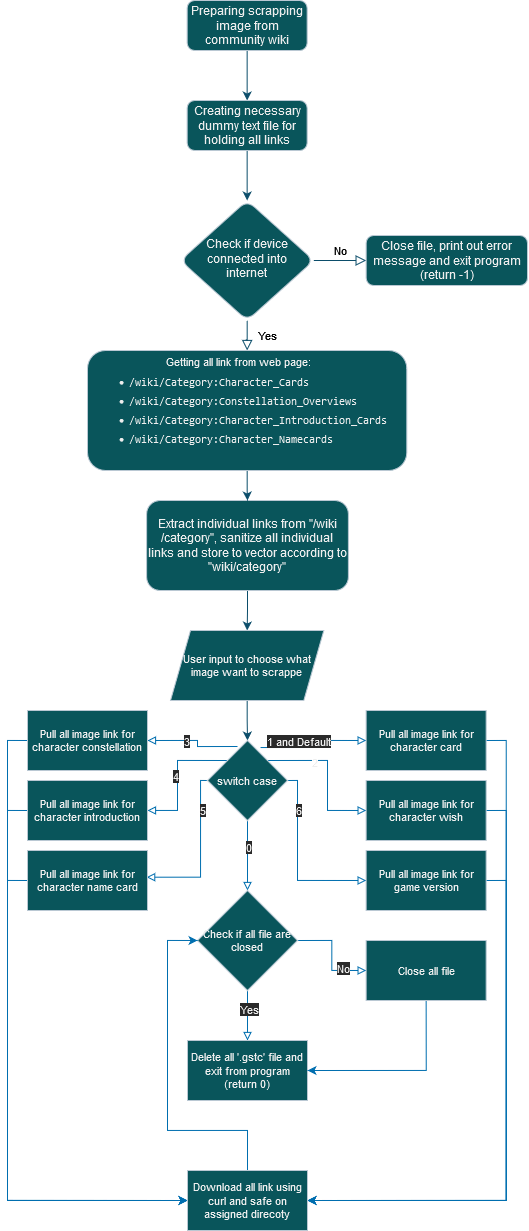 Preparing scrapping
image from
community wiki
Creating necessary
dummy text file for
holding all links
Check if device
connected into
internet
No
Close file, print out error
message and exit program
(return -1)
Yes
Getting all link from web page:
• /wiki/Category:Character_Cards
• /wiki/Category:Constellation_Overviews
• /wiki/Category:Character_Introduction_Cards
• /wiki/Category:Character_Namecards
Extract individual links from "/wiki
/category", sanitize all individual
links and store to vector according to
"wiki/category"
User input to choose what
image want to scrappe
Pull all image link for
character constellation
3
1 and Default
Pull all image link for
character card
switch case
Pull all image link for
character introduction
4
Pull all image link for
character wish
5
6
Pull all image link for
character name card
Pull all image link for
game version
0
Check if all file are
closed
No
Close all file
Yes
Delete all '.gstc' file and
exit from program
(return 0)
Download all link using
curl and safe on
assigned direcoty